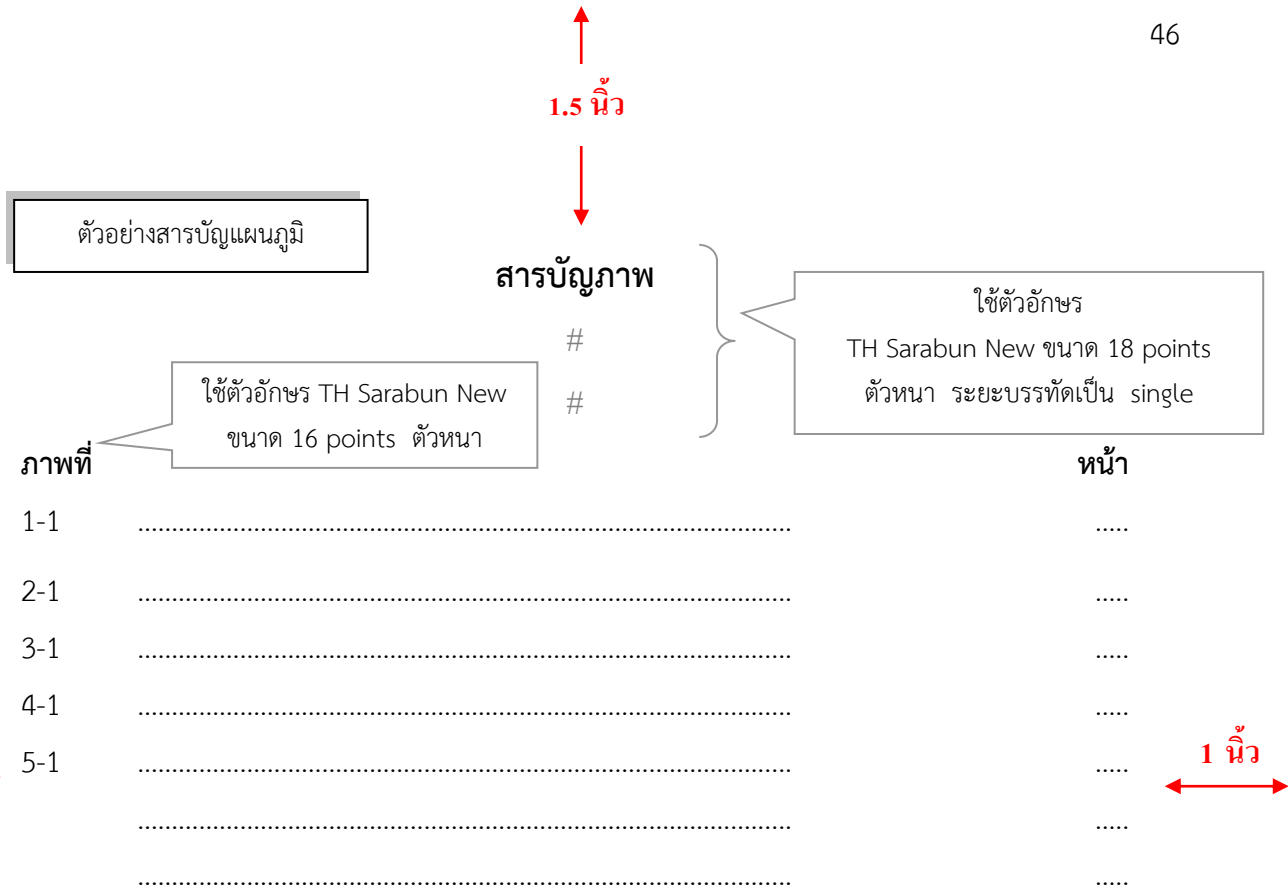 46
1.5 นิ้ว
ตัวอย่างสารบัญแผนภูมิ
สารบัญภาพ
#
#
ใช้ตัวอักษร
TH Sarabun New ขนาด 18 points
ตัวหนา ระยะบรรทัดเป็น single
ใช้ตัวอักษร TH Sarabun New
ขนาด 16 points ตัวหนา
ภาพที่ หน้า
1-1 ................................................................................................ .....
2-1 ................................................................................................ .....
3-1 ................................................................................................ .....
4-1 ................................................................................................ .....
5-1 ................................................................................................ .....
1 นิ้ว
................................................................................................ .....
................................................................................................ .....